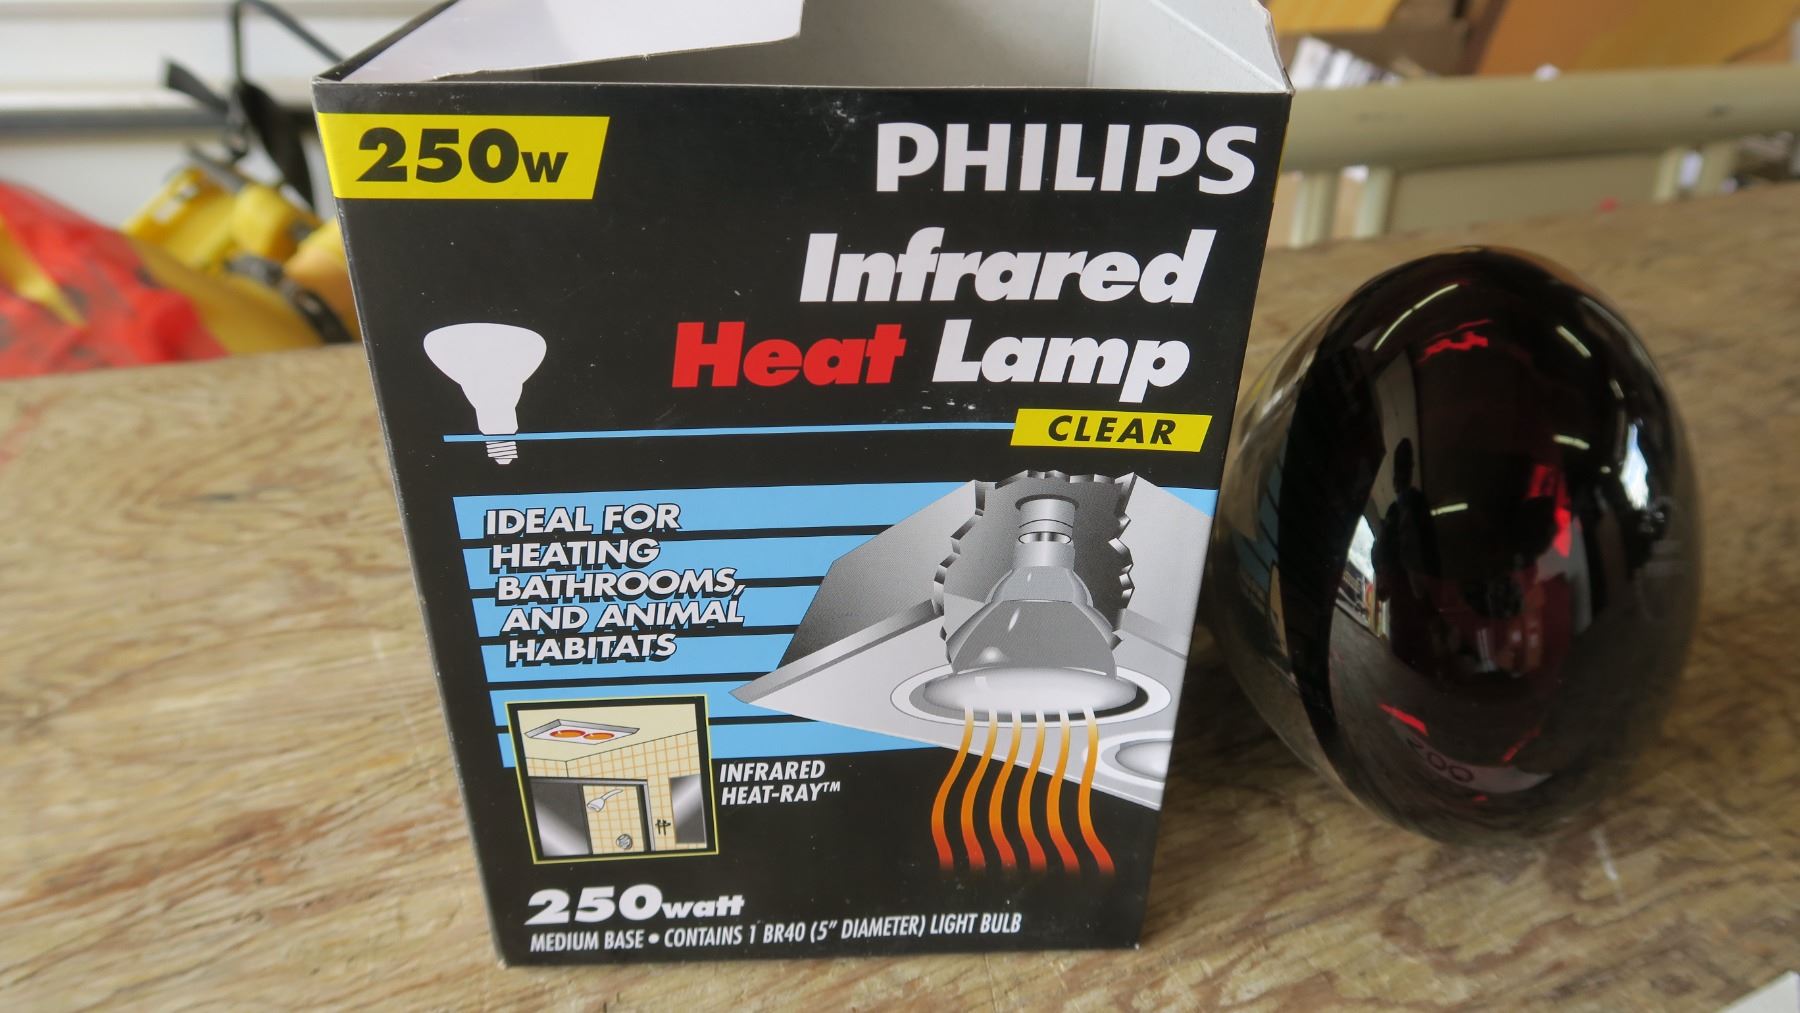 250W
PHILIPS
Infrared
Heat Lamp
CLEAR
IDEAL FOR
HEATING
BATHROOMS,
AND ANIMAL
HABITATS
INFRARED
HEAT-RAY™
250watt
MEDIUM BASE • CONTAINS 1 BR40 (5" DIAMETER) LIGHT BULB